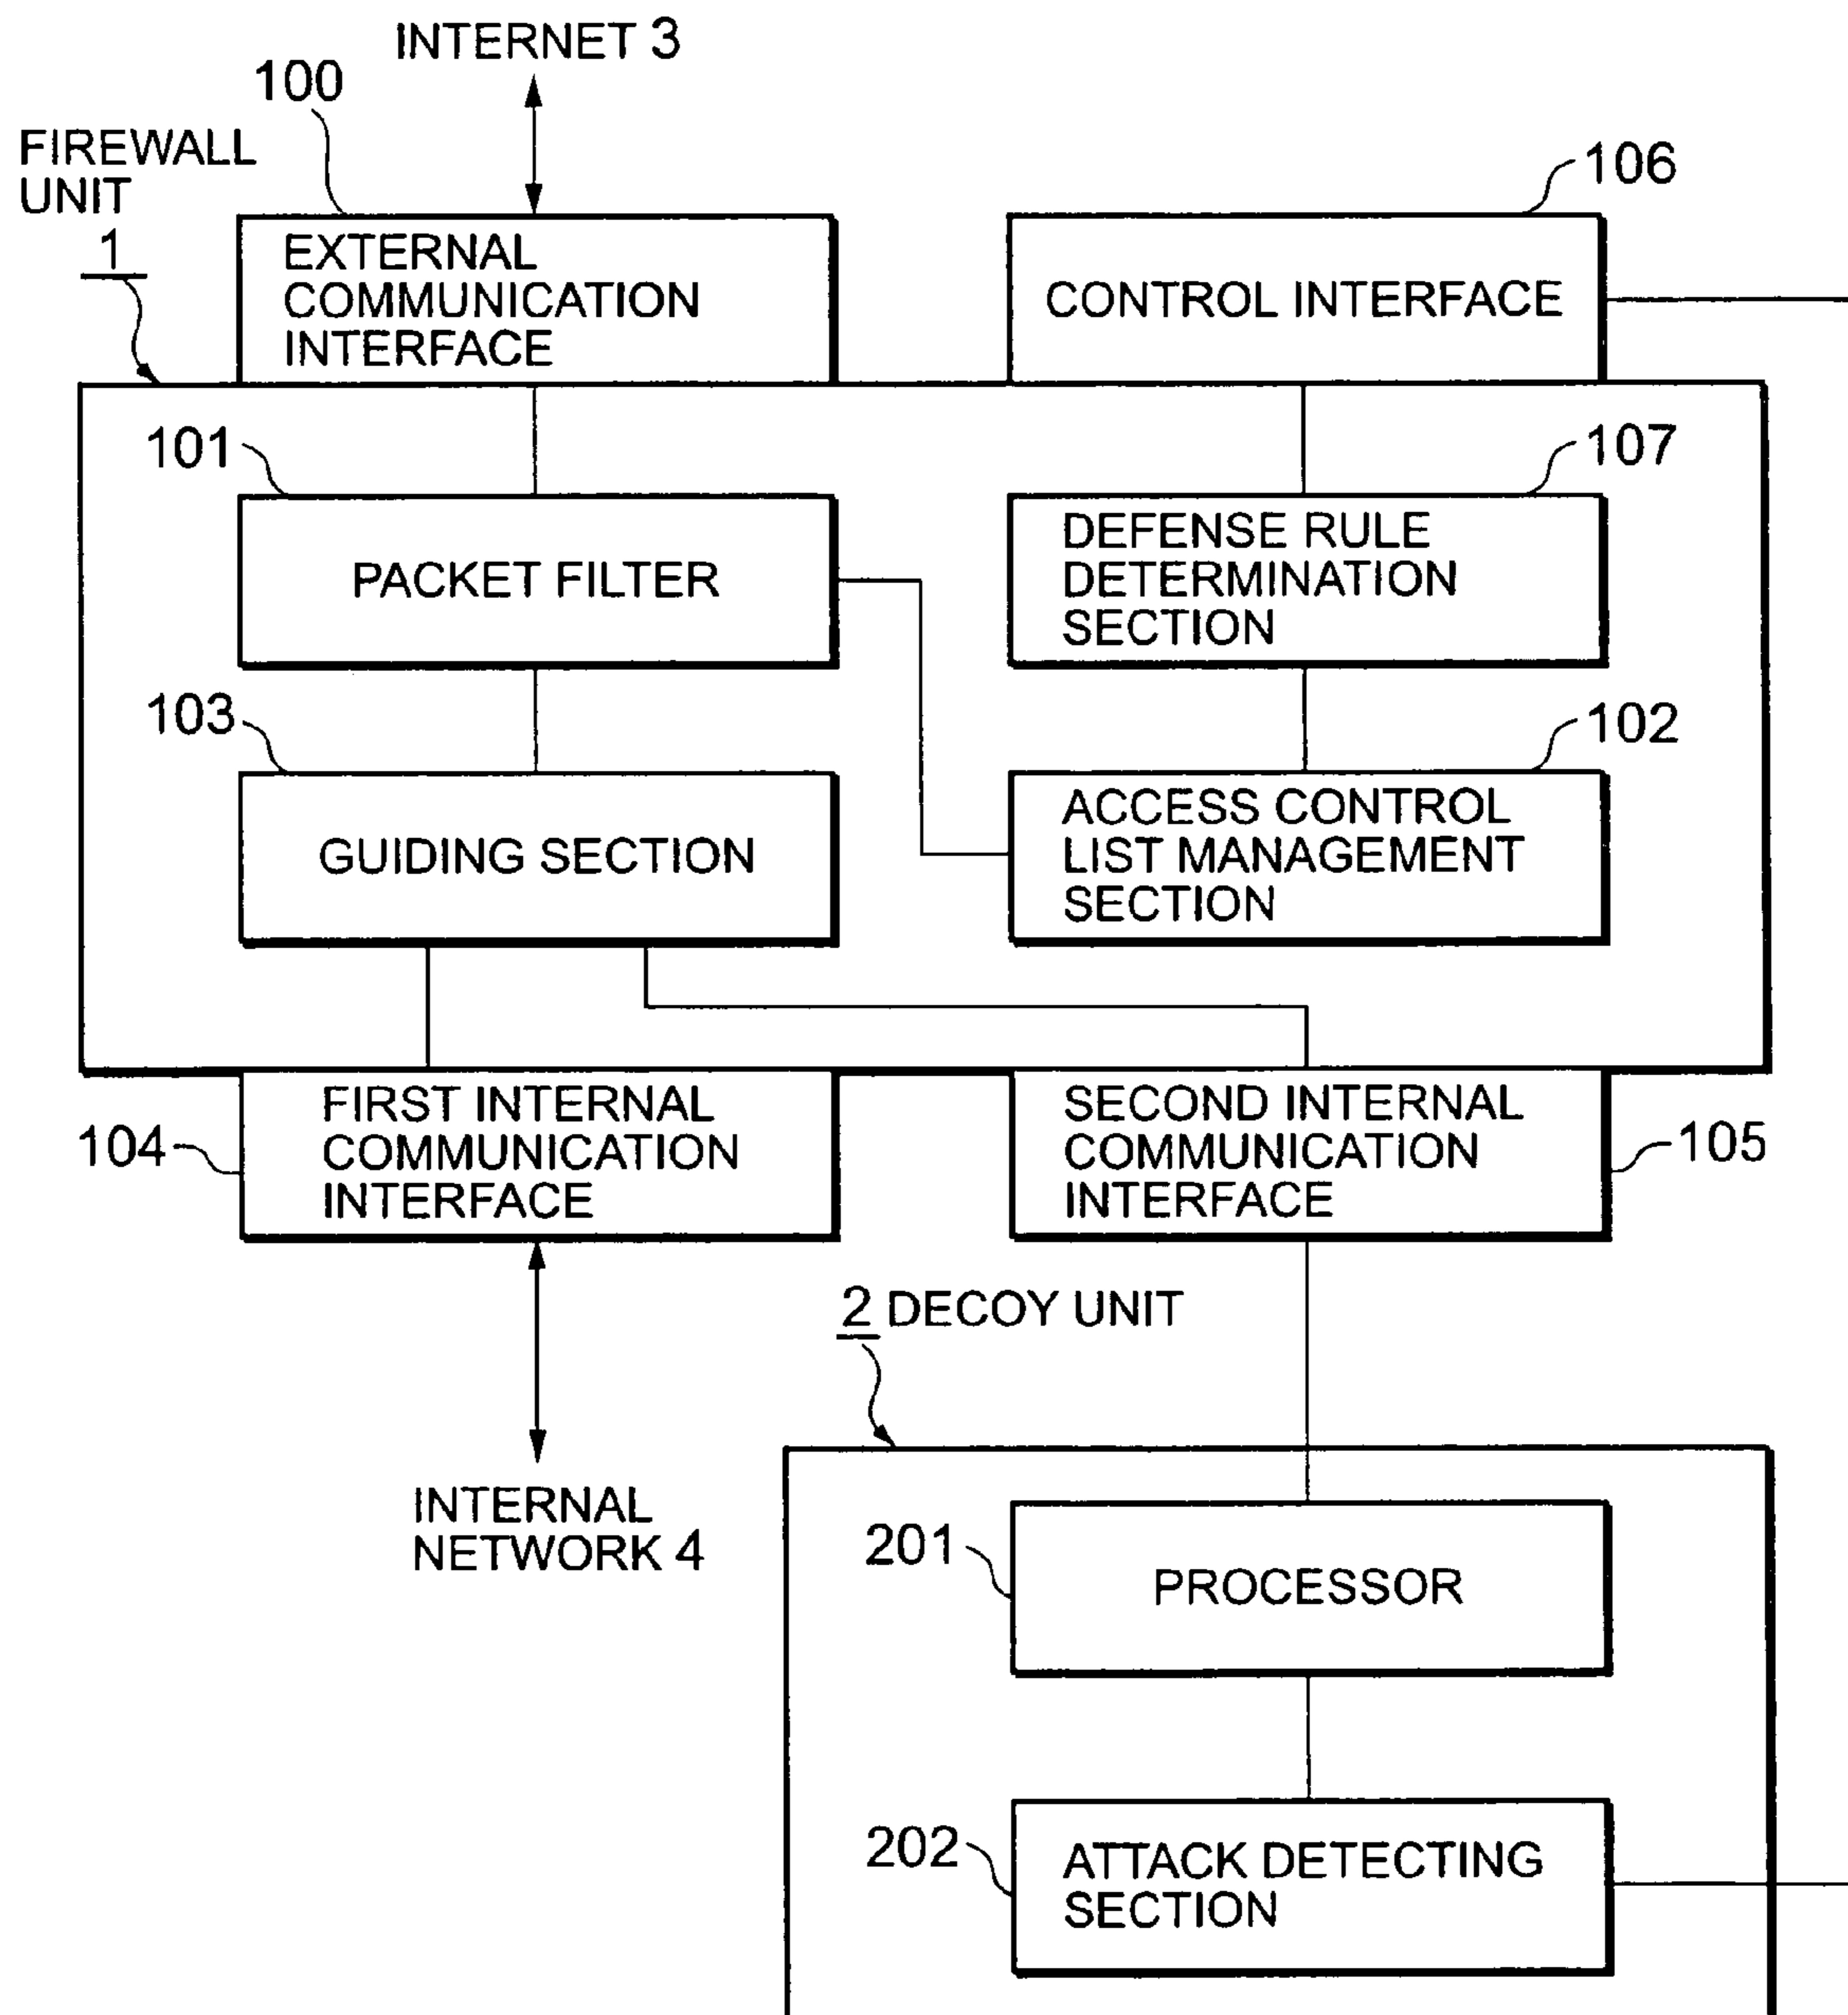 INTERNET 3
100
FIREWALL
UNIT
1
106
EXTERNAL
COMMUNICATION
INTERFACE
CONTROL INTERFACE
101
107
PACKET FILTER
DEFENSE RULE
DETERMINATION
SECTION
103
102
GUIDING SECTION
ACCESS CONTROL
LIST MANAGEMENT
SECTION
104
FIRST INTERNAL
COMMUNICATION
INTERFACE
SECOND INTERNAL
COMMUNICATION
INTERFACE
105
2 DECOY UNIT
INTERNAL
NETWORK 4
201
PROCESSOR
202
ATTACK DETECTING
SECTION